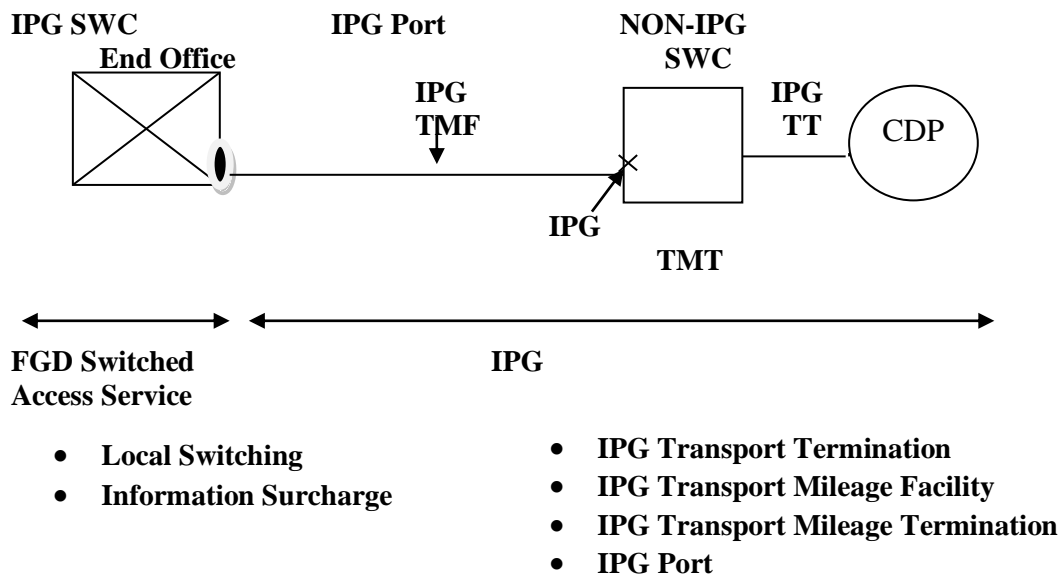 IPG SWC
End Office
IPG Port
NON-IPG
SWC
IPG
TMF
IPG
TT
CDP
IPG
TMT
FGD Switched
Access Service
IPG
• Local Switching
• Information Surcharge
• IPG Transport Termination
• IPG Transport Mileage Facility
• IPG Transport Mileage Termination
• IPG Port